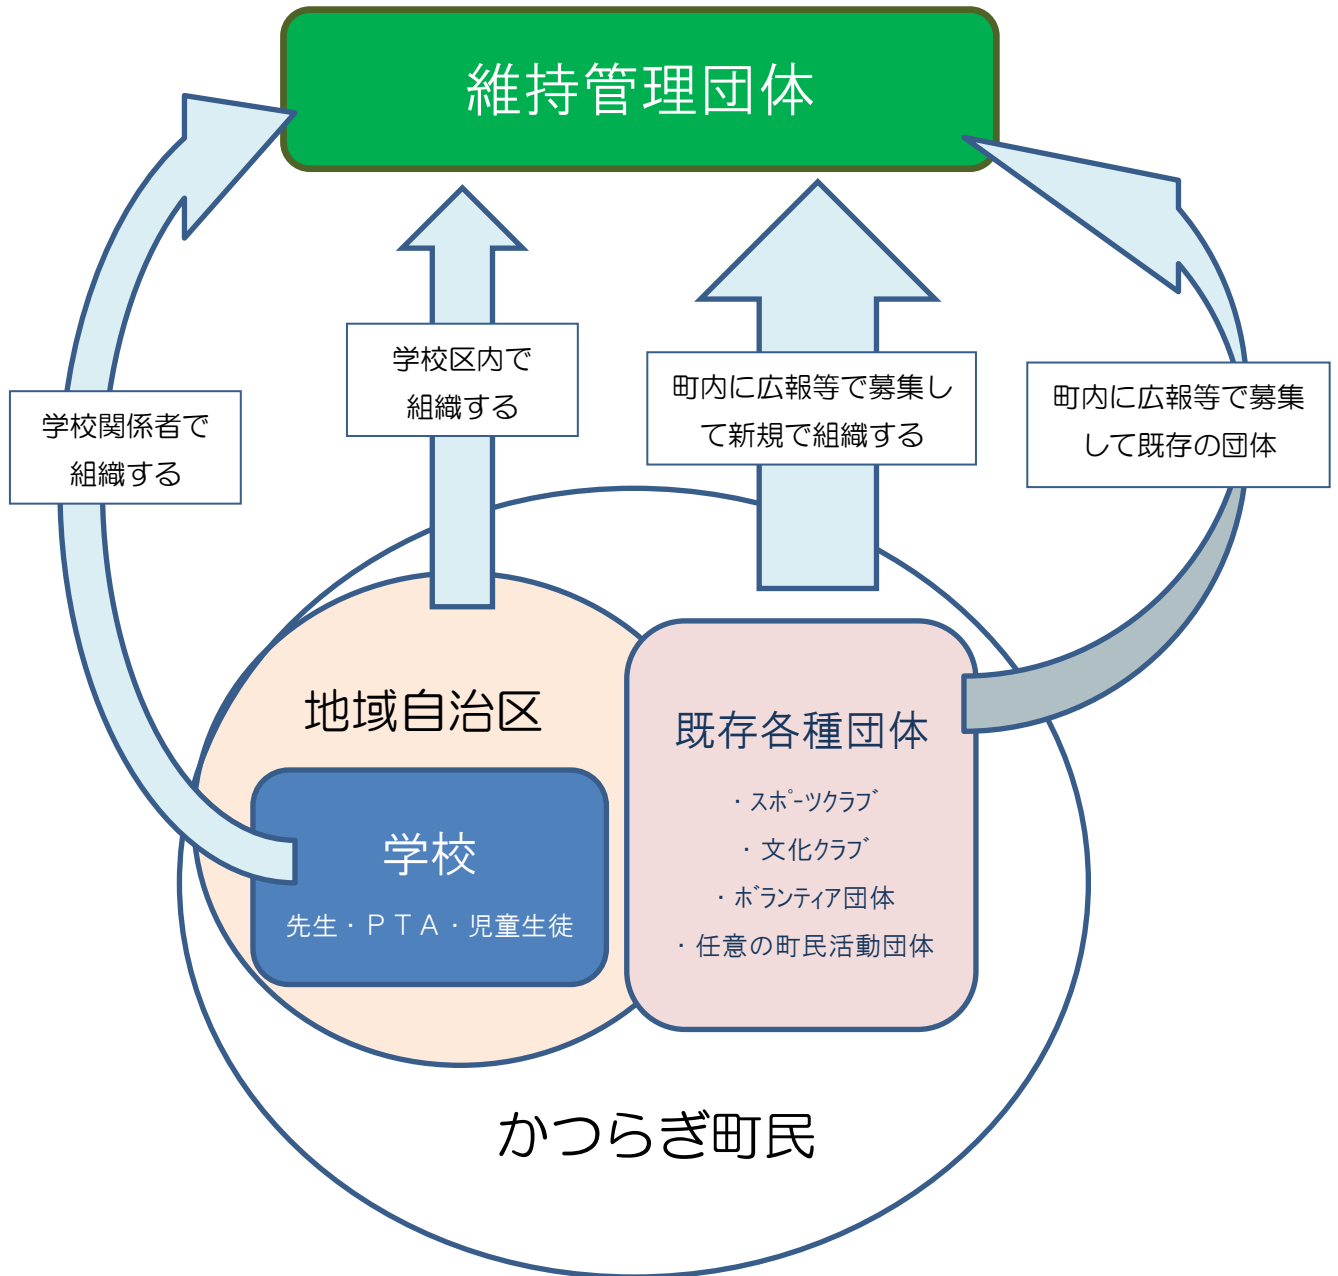 維持管理団体
学校区内で
組織する
町内に広報等で募集し
て新規で組織する
町内に広報等で募集
して既存の団体
学校関係者で
組織する
地域自治区
既存各種団体
・ｽﾎﾟｰﾂｸﾗﾌﾞ
・文化ｸﾗﾌﾞ
・ﾎﾞﾗﾝﾃｨｱ団体
・任意の町民活動団体
学校
先生・ＰＴＡ・児童生徒
かつらぎ町民